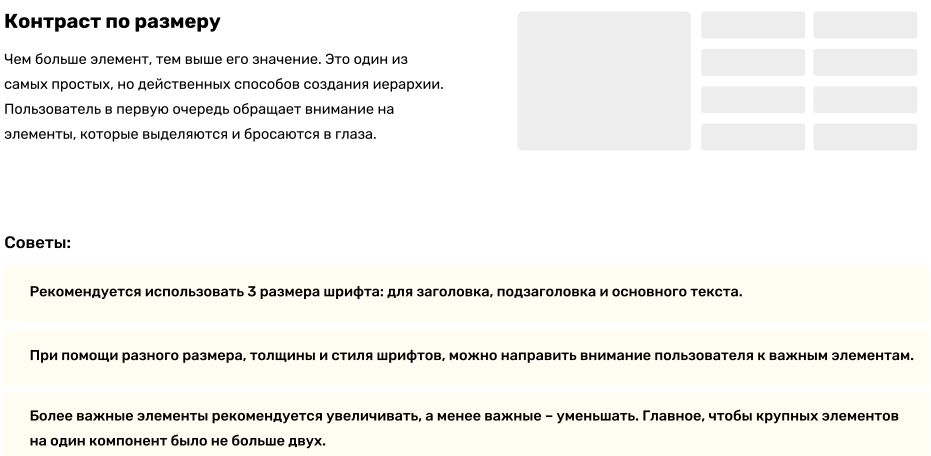 Контраст по размеру
Чем больше элемент, тем выше его значение. Это один из
самых простых, но действенных способов создания иерархии.
Пользователь в первую очередь обращает внимание на
элементы, которые выделяются и бросаются в глаза.
Советы:
Рекомендуется использовать 3 размера шрифта: для заголовка, подзаголовка и основного текста.
При помощи разного размера, толщины и стиля шрифтов, можно направить внимание пользователя к важным элементам.
Более важные элементы рекомендуется увеличивать, а менее важные – уменьшать. Главное, чтобы крупных элементов
на один компонент было не больше двух.